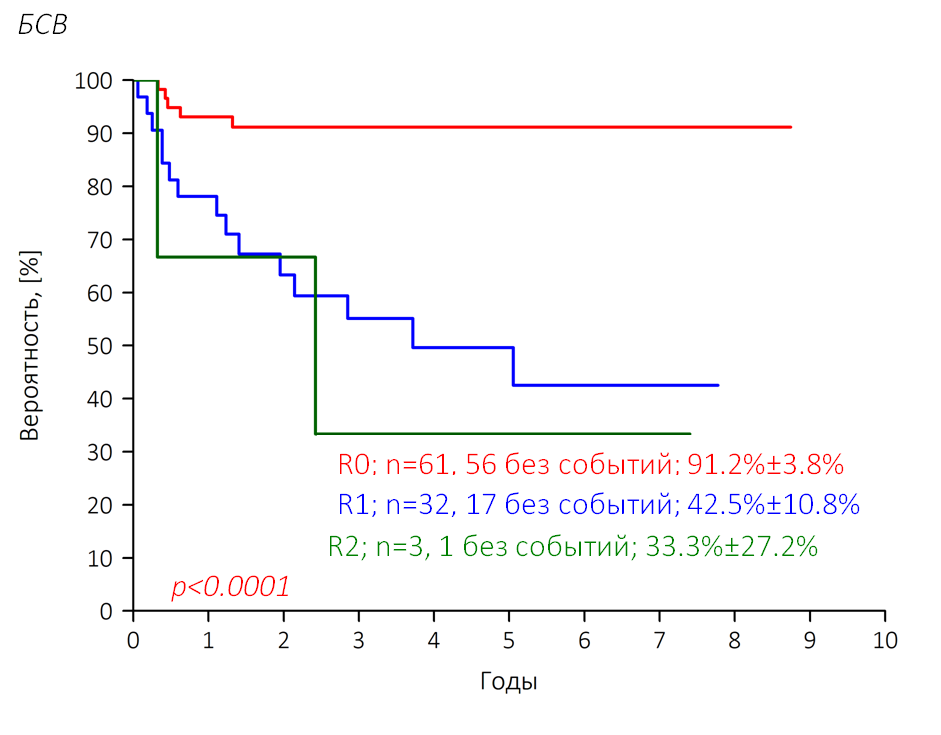 БСВ
100
90
80
70
60
50
40
30
20
10
0
Вероятность, [%]
R0; n=61, 56 без событий; 91.2%±3.8%
R1; n=32, 17 без событий; 42.5%±10.8%
R2; n=3, 1 без событий; 33.3%±27.2%
p<0.0001
0 1 2 3 4 5 6 7 8 9 10
Годы